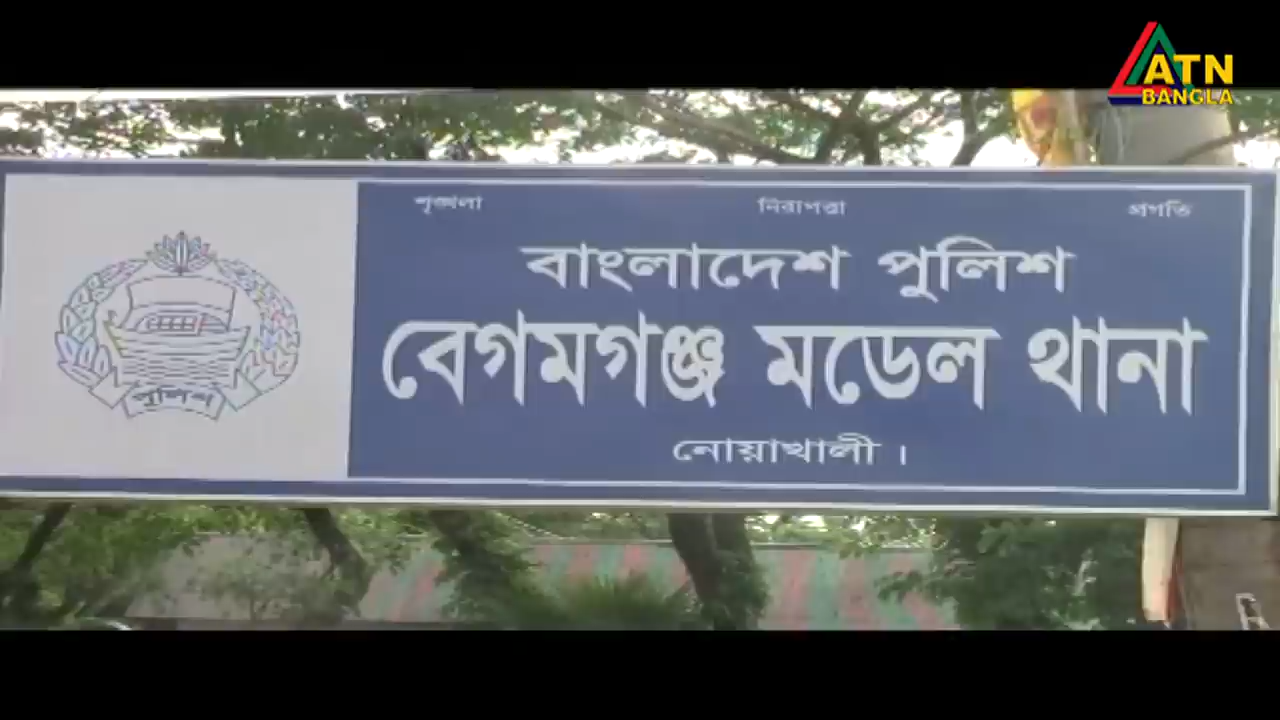 ATN
BANGLA
শৃঙ্খলা নিরাপত্তা প্রগতি
বাংলাদেশ পুলিশ
বেগমগঞ্জ মডেল থানা
নোয়াখালী।
পুলিশ